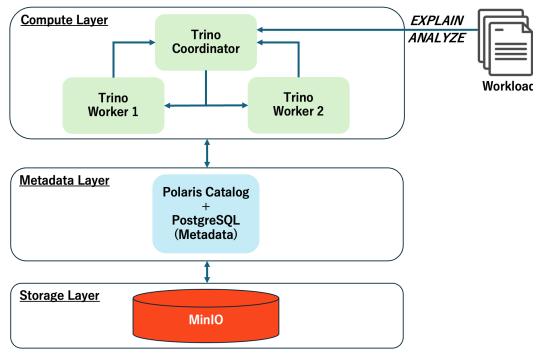 Compute Layer
Trino
Coordinator
EXPLAIN
ANALYZE
Workload
Trino
Worker 1
Trino
Worker 2
Metadata Layer
Polaris Catalog
+
PostgreSQL
(Metadata)
Storage Layer
MinIO